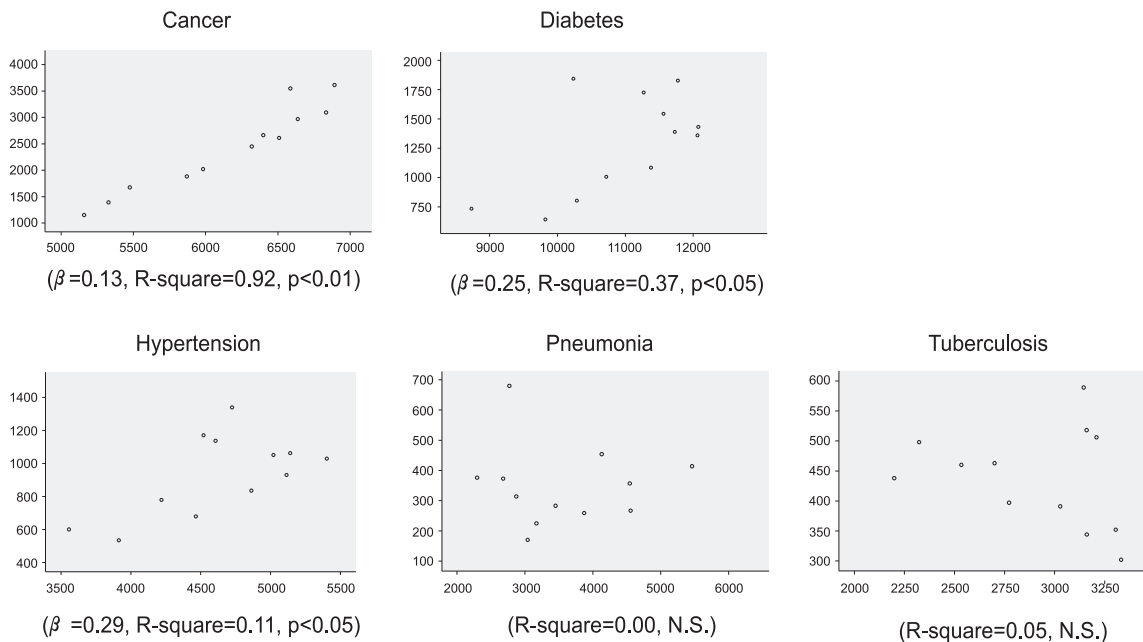 Cancer
4000
3500
3000
2500
2000
1500
1000
5000 5500 6000 6500 7000
(β=0.13, R-square=0.92, p<0.01)
Diabetes
2000
1750
1500
1250
1000
750
9000 10000 11000 12000
(β=0.25, R-square=0.37, p<0.05)
Hypertension
1400
1200
1000
800
600
400
3500 4000 4500 5000 5500
(β =0.29, R-square=0.11, p<0.05)
Pneumonia
700
600
500
400
300
200
100
2000 3000 4000 5000 6000
(R-square=0.00, N.S.)
Tuberculosis
600
550
500
450
400
350
300
2000 2250 2500 2750 3000 3250
(R-square=0.05, N.S.)